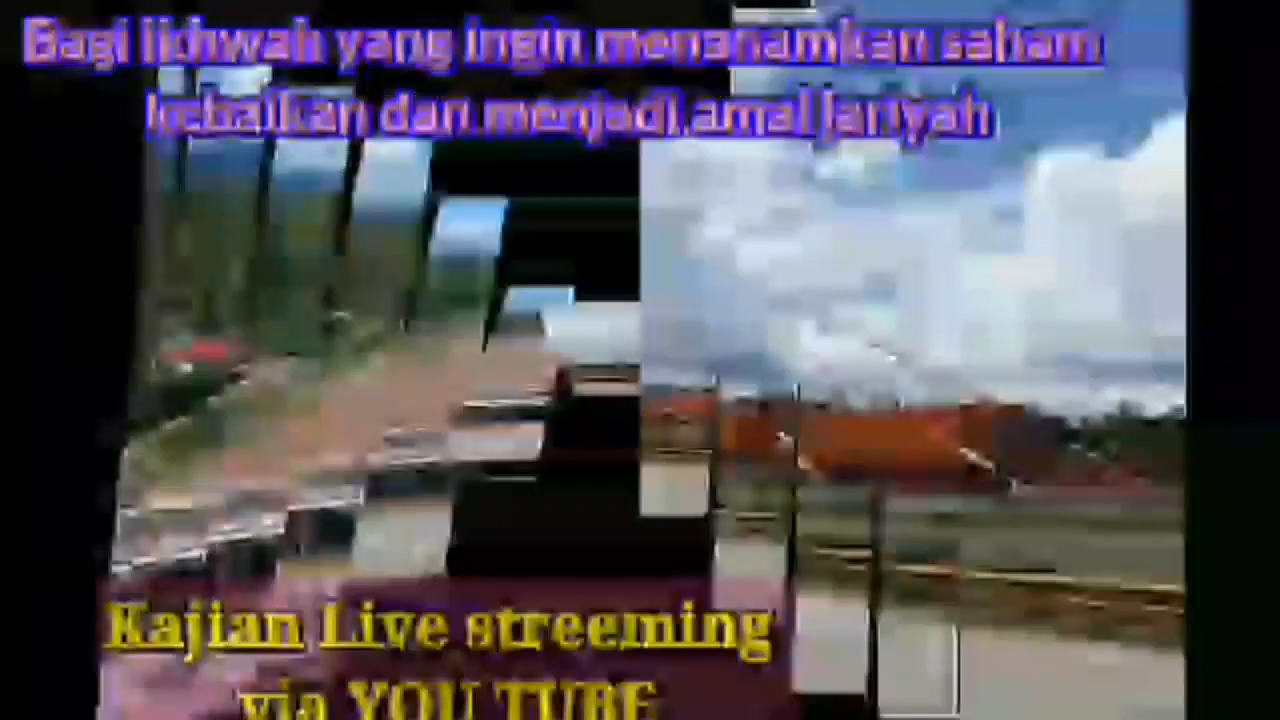 Bagi Ikhwah yang ingin menanamkan saham
kebaikan dan menjadi amal jariyah
Kajian Live streeming
via YOU TUBE